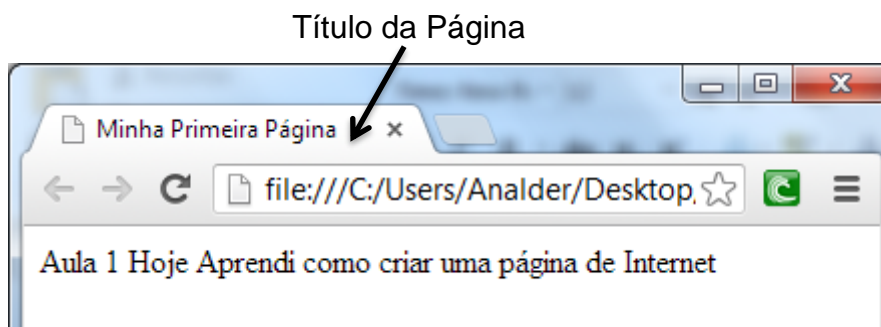 Título da Página
Minha Primeira Página
file:///C:/Users/Analder/Desktop
Aula 1 Hoje Aprendi como criar uma página de Internet